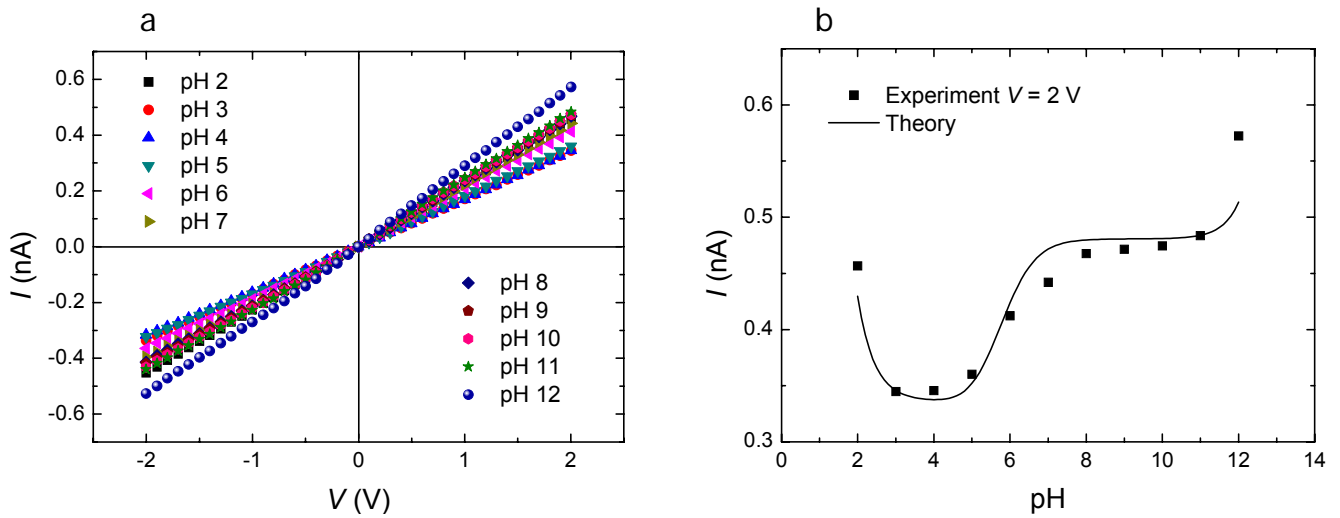 a
I (nA)
0.6
0.4
0.2
0.0
-0.2
-0.4
-0.6
pH 2
pH 3
pH 4
pH 5
pH 6
pH 7
pH 8
pH 9
pH 10
pH 11
pH 12
-2 -1 0 1 2
V (V)
b
I (nA)
0.6
0.5
0.4
0.3
Experiment V = 2 V
Theory
0 2 4 6 8 10 12 14
pH